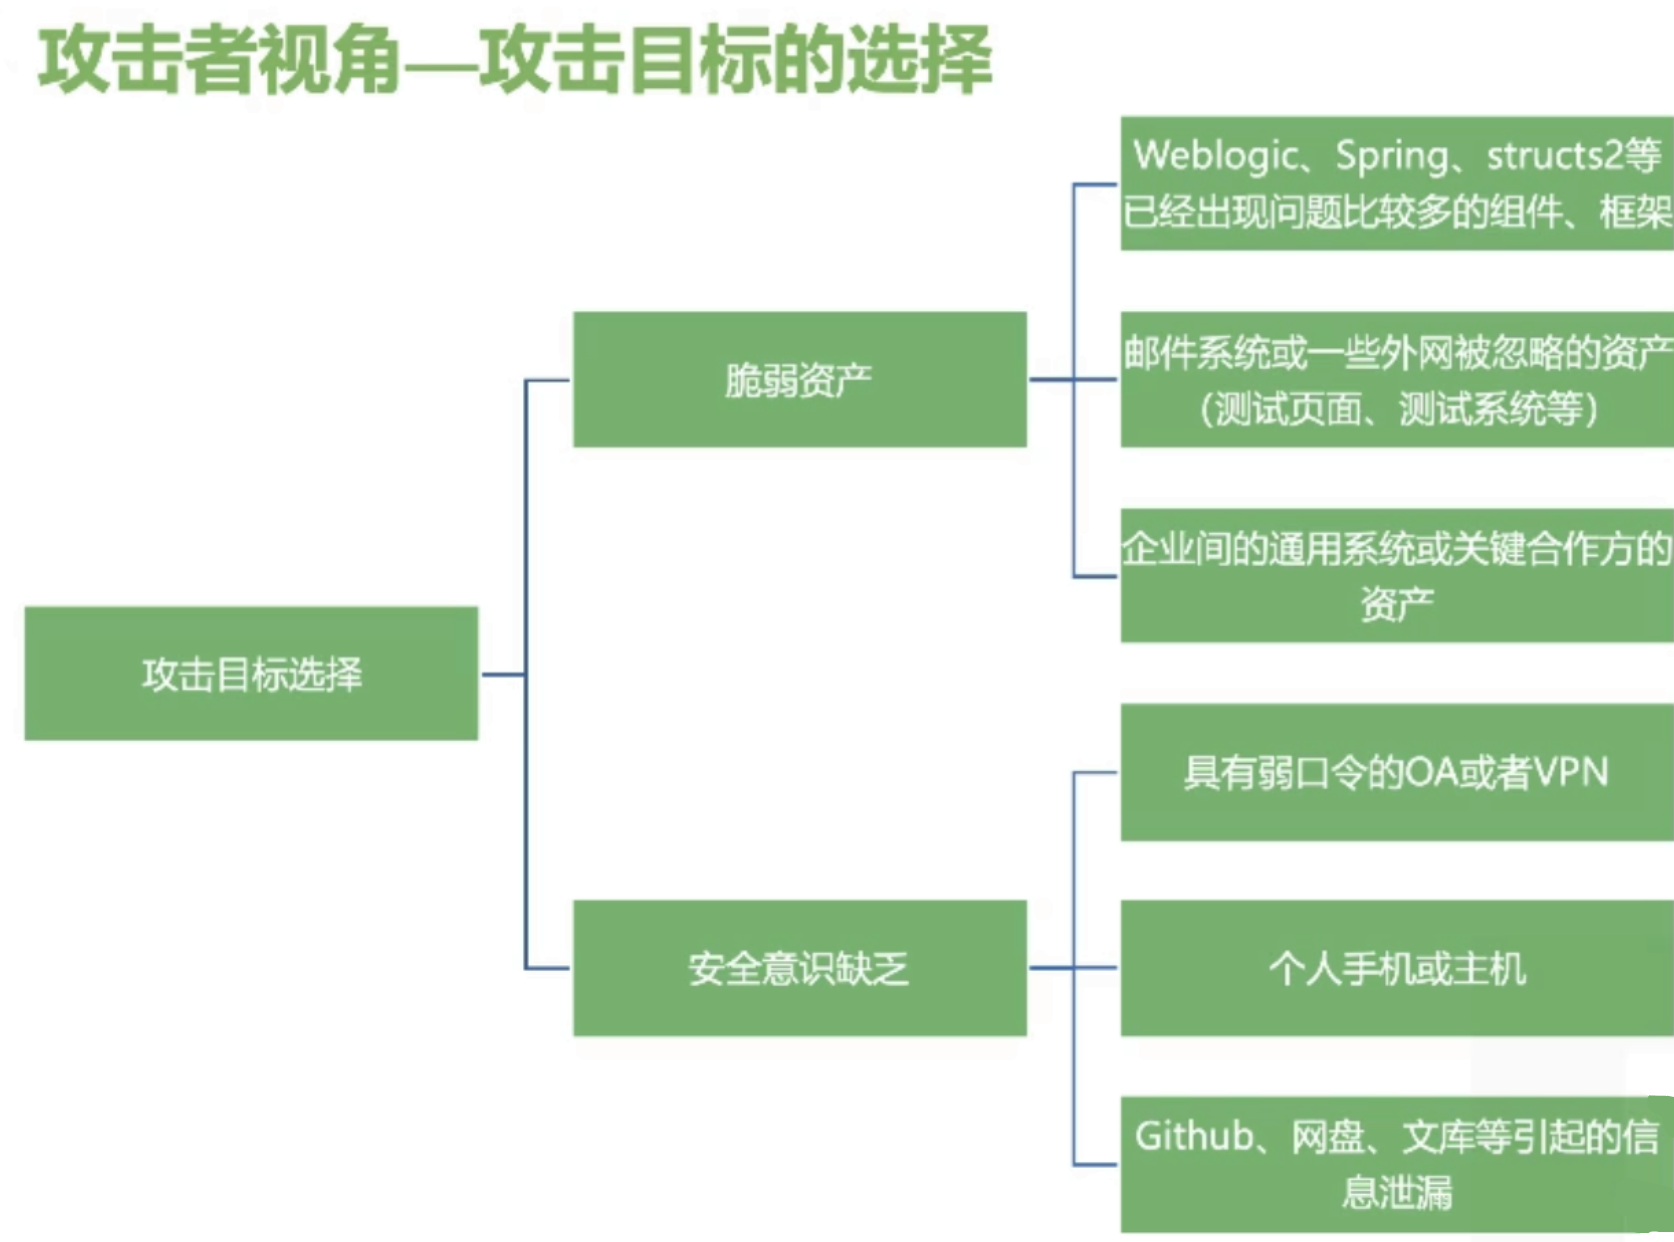 攻击者视角—攻击目标的选择
Weblogic、Spring、structs2等
已经出现问题比较多的组件、框架
邮件系统或一些外网被忽略的资产
脆弱资产
（测试页面、测试系统等）
企业间的通用系统或关键合作方的
资产
攻击目标选择
具有弱口令的OA或者VPN
安全意识缺乏
个人手机或主机
Github、网盘、文库等引起的信
息泄漏